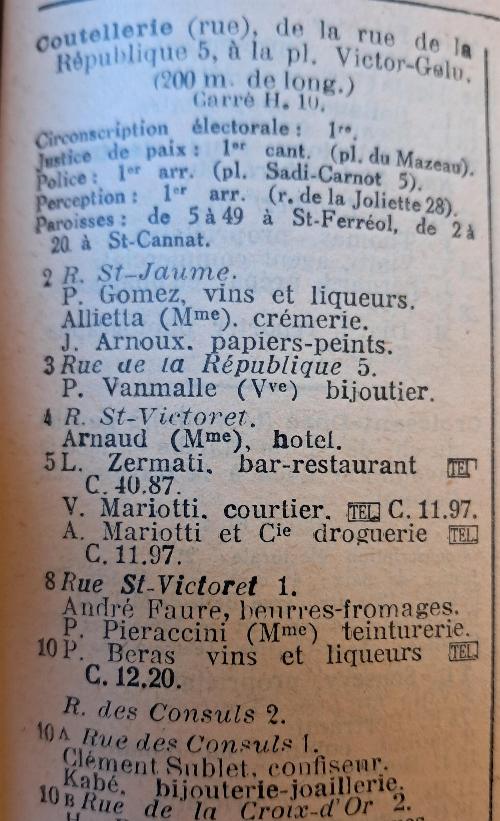 Coutellerie (rue), de la rue de la
République 5, à la pl. Victor-Gelu.
(200 m. de long.)
Carré H. 10.
Circonscription électorale: 1re.
Justice de paix: 1er cant. (pl. du Mazeau).
Police: 1er arr. (pl. Sadi-Carnot 5).
Perception: 1er arr. (r. de la Joliette 28).
Paroisses: de 5 à 49 à St-Ferréol, de 2 à
20 à St-Cannat.
2 R. St-Jaume.
P. Gomez, vins et liqueurs.
Allietta (Mme). crémerie.
J. Arnoux. papiers-peints.
3 Rue de la République 5.
P. Vanmalle (Vve) bijoutier.
4 R. St-Victoret.
Arnaud (Mme), hotel.
5 L. Zermati. bar-restaurant TEL
C. 40.87.
V. Mariotti. courtier. TEL C. 11.97.
A. Mariotti et Cie droguerie TEL
C. 11.97.
8 Rue St-Victoret 1.
André Faure, beurres-fromages.
P. Pieraccini (Mme) teinturerie.
10 P. Beras vins et liqueurs TEL
C. 12.20.
R. des Consuls 2.
10 A Rue des Consuls 1.
Clément Sublet, confiseur.
Kabé, bijouterie-joaillerie.
10 B Rue de la Croix-d'Or 2.